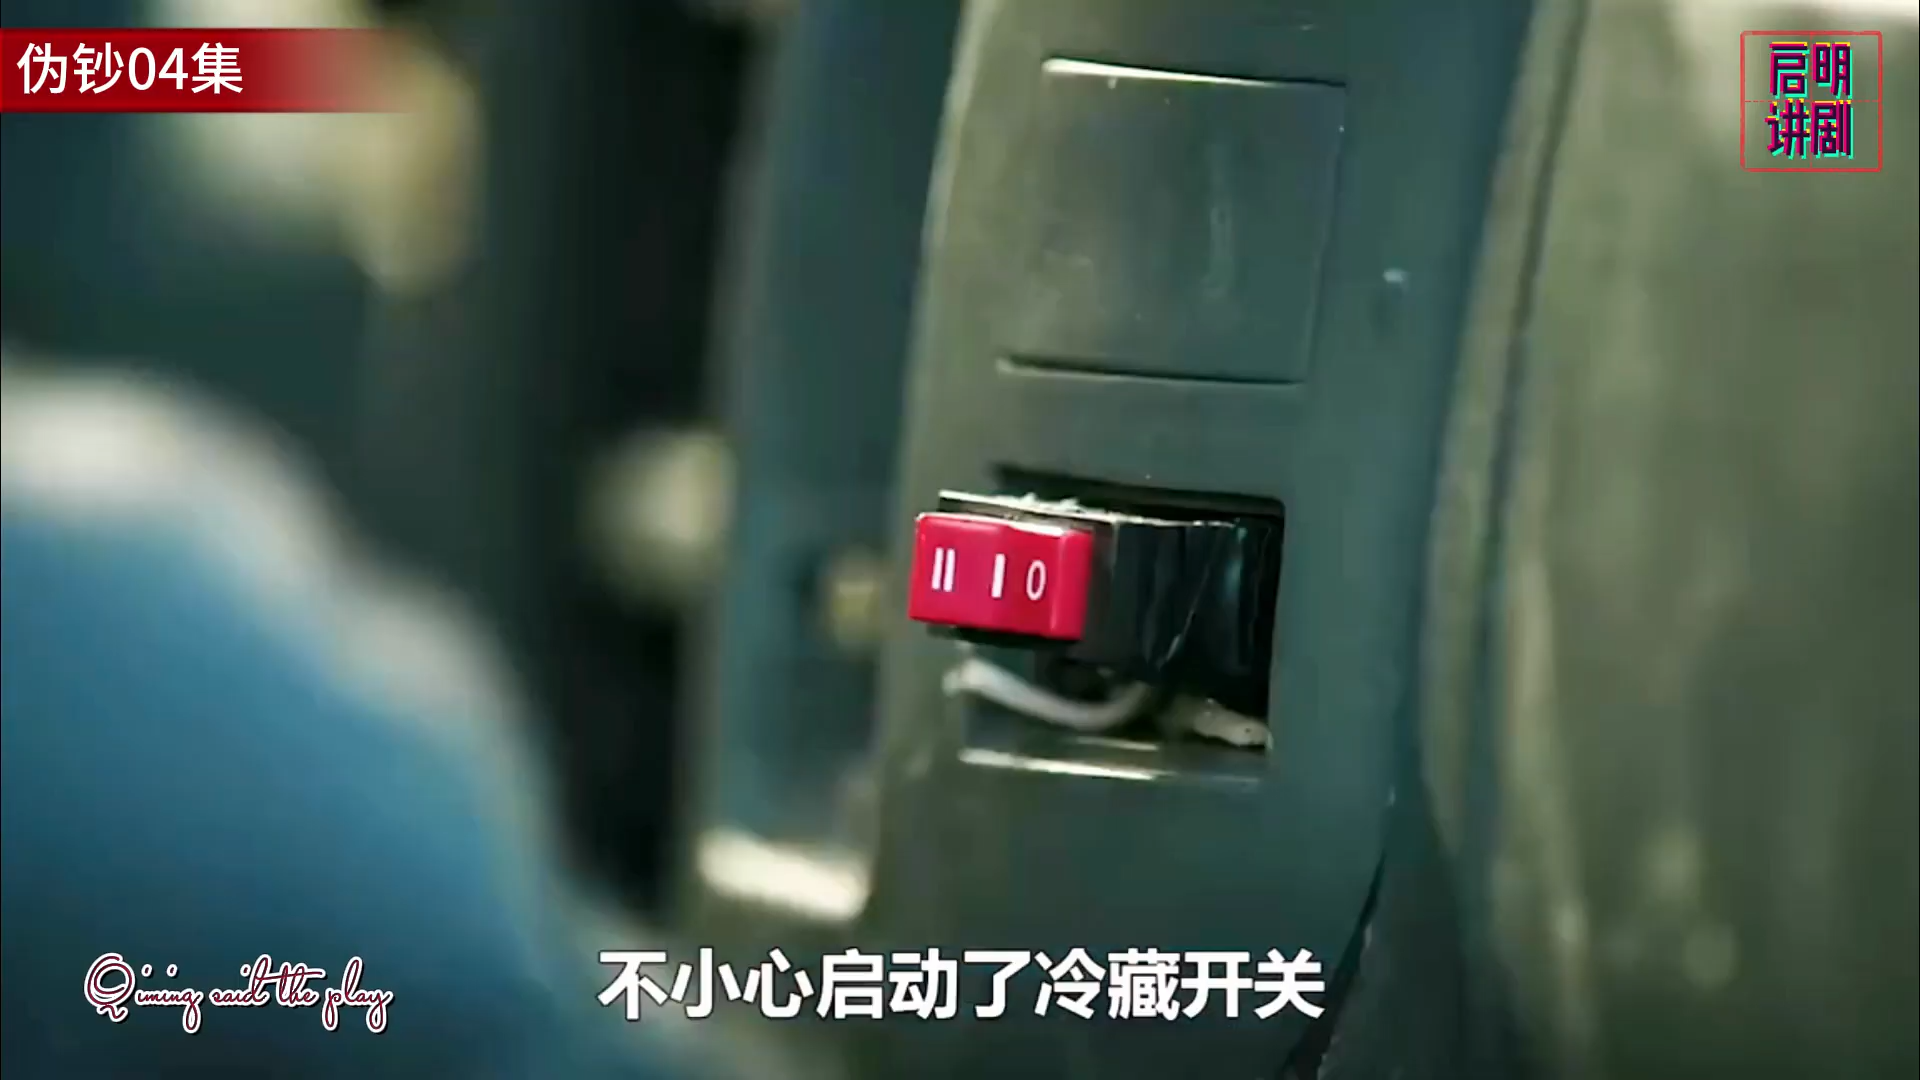 伪钞04集
启明
讲剧
II I 0
不小心启动了冷藏开关
Qiming said the play